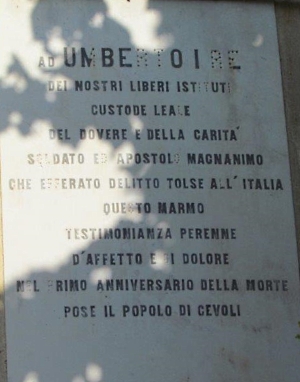 AD UMBERTO I RE
DEI NOSTRI LIBERI ISTITUTI
CUSTODE LEALE
DEL DOVERE E DELLA CARITA'
SOLDATO ED APOSTOLO MAGNANIMO
CHE EFFERATO DELITTO TOLSE ALL'ITALIA
QUESTO MARMO
TESTIMONIANZA PERENNE
D'AFFETTO E DI DOLORE
NEL PRIMO ANNIVERSARIO DELLA MORTE
POSE IL POPOLO DI CEVOLI